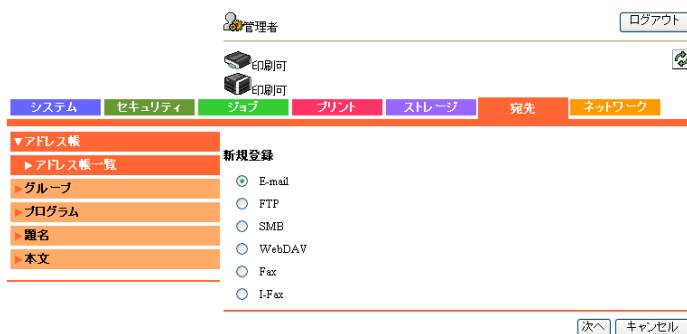 管理者 ログアウト
印刷可
印刷可
システム セキュリティ ジョブ プリント ストレージ 宛先 ネットワーク
▼アドレス帳
▶アドレス帳一覧
▶グループ
▶プログラム
▶題名
▶本文
新規登録
E-mail
FTP
SMB
WebDAV
Fax
I-Fax
次へ キャンセル